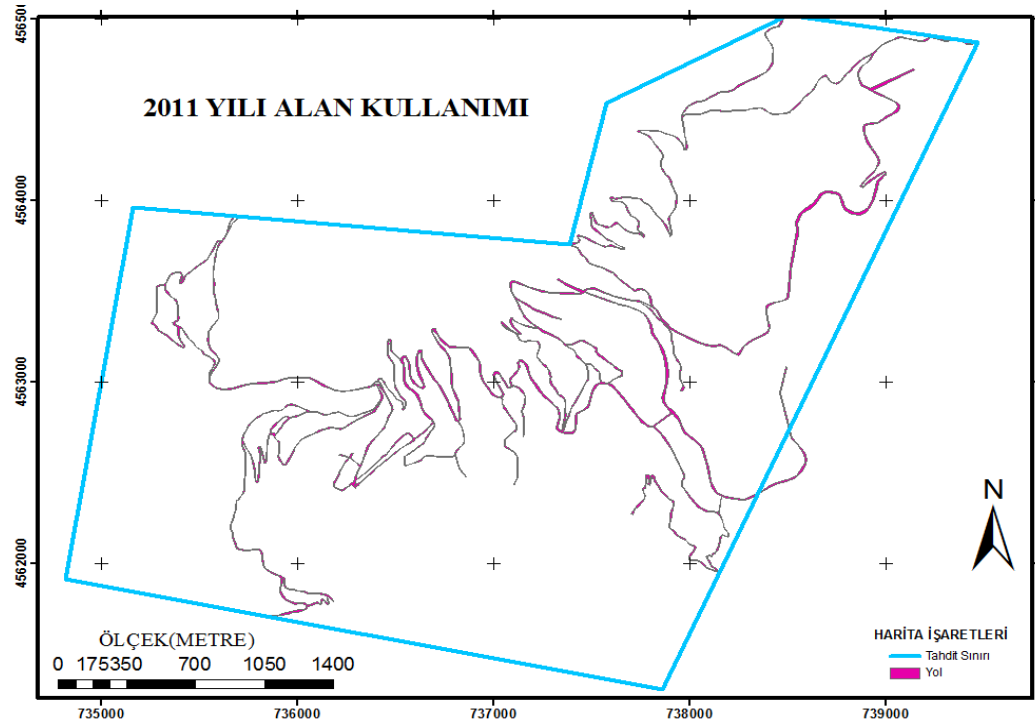 2011 YILI ALAN KULLANIMI
4564000
4563000
4562000
N
ÖLÇEK(METRE)
0 175350 700 1050 1400
HARİTA İŞARETLERİ
Tahdit Sınırı
Yol
735000 736000 737000 738000 739000